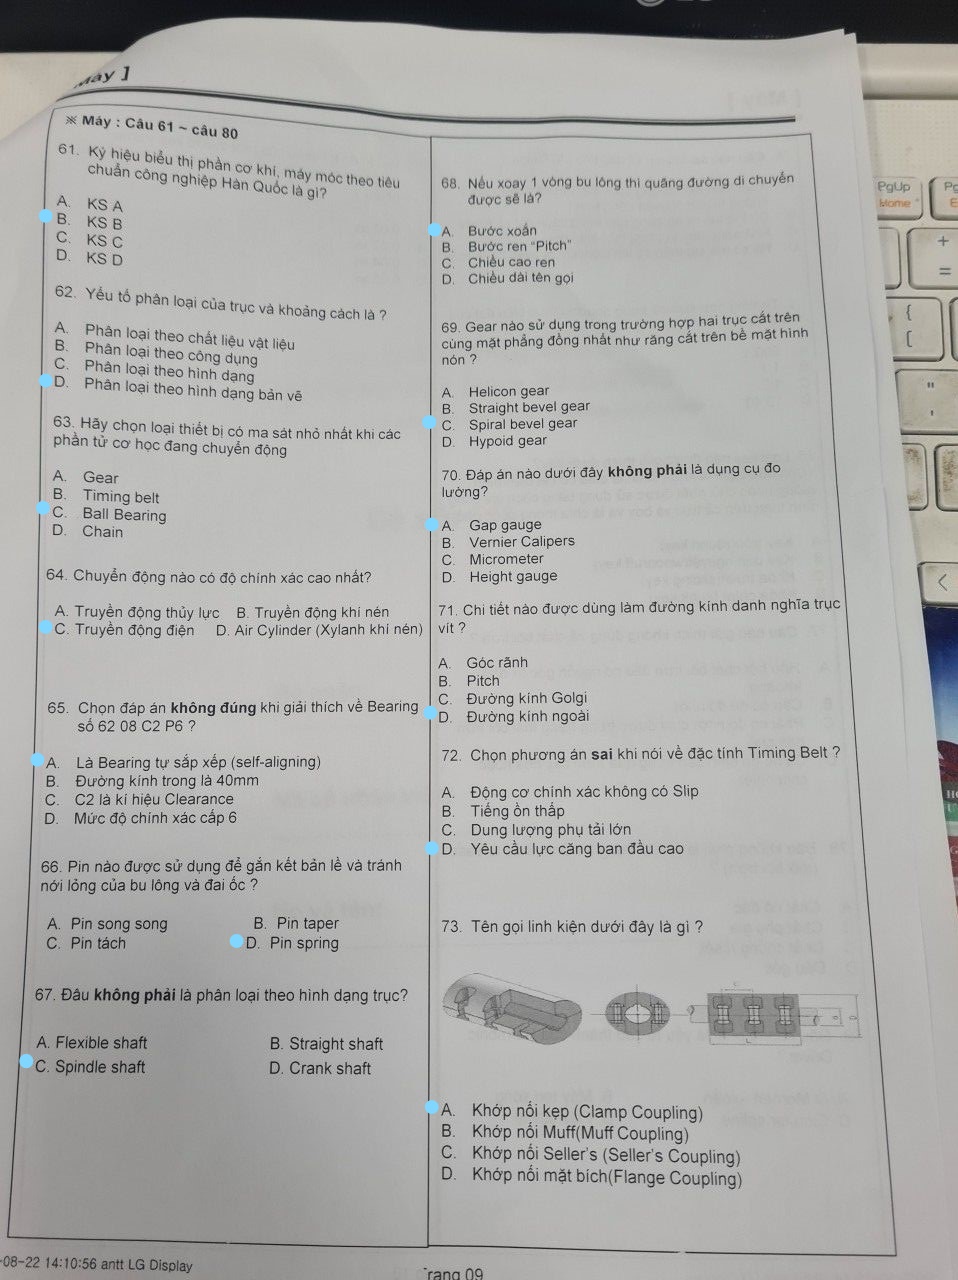 Máy ]
※ Máy : Câu 61 ~ câu 80
61. Ký hiệu biểu thị phần cơ khí, máy móc theo tiêu
chuẩn công nghiệp Hàn Quốc là gì?
A. KS A
B. KS B
C. KS C
D. KS D
62. Yếu tố phân loại của trục và khoảng cách là ?
A. Phân loại theo chất liệu vật liệu
B. Phân loại theo công dụng
C. Phân loại theo hình dạng
D. Phân loại theo hình dạng bản vẽ
63. Hãy chọn loại thiết bị có ma sát nhỏ nhất khi các
phần tử cơ học đang chuyển động
A. Gear
B. Timing belt
C. Ball Bearing
D. Chain
64. Chuyển động nào có độ chính xác cao nhất?
A. Truyền động thủy lực B. Truyền động khí nén
C. Truyền động điện D. Air Cylinder (Xylanh khí nén)
65. Chọn đáp án không đúng khi giải thích về Bearing
số 62 08 C2 P6 ?
A. Là Bearing tự sắp xếp (self-aligning)
B. Đường kính trong là 40mm
C. C2 là kí hiệu Clearance
D. Mức độ chính xác cấp 6
66. Pin nào được sử dụng để gắn kết bản lề và tránh
nới lỏng của bu lông và đai ốc ?
A. Pin song song B. Pin taper
C. Pin tách D. Pin spring
67. Đâu không phải là phân loại theo hình dạng trục?
A. Flexible shaft B. Straight shaft
C. Spindle shaft D. Crank shaft
68. Nếu xoay 1 vòng bu lông thì quãng đường di chuyển
được sẽ là?
A. Bước xoắn
B. Bước ren "Pitch"
C. Chiều cao ren
D. Chiều dài tên gọi
69. Gear nào sử dụng trong trường hợp hai trục cắt trên
cùng mặt phẳng đồng nhất như răng cắt trên bề mặt hình
nón ?
A. Helicon gear
B. Straight bevel gear
C. Spiral bevel gear
D. Hypoid gear
70. Đáp án nào dưới đây không phải là dụng cụ đo
lường?
A. Gap gauge
B. Vernier Calipers
C. Micrometer
D. Height gauge
71. Chi tiết nào được dùng làm đường kính danh nghĩa trục
vít ?
A. Góc rãnh
B. Pitch
C. Đường kính Golgi
D. Đường kính ngoài
72. Chọn phương án sai khi nói về đặc tính Timing Belt ?
A. Động cơ chính xác không có Slip
B. Tiếng ồn thấp
C. Dung lượng phụ tải lớn
D. Yêu cầu lực căng ban đầu cao
73. Tên gọi linh kiện dưới đây là gì ?
A. Khớp nối kẹp (Clamp Coupling)
B. Khớp nối Muff(Muff Coupling)
C. Khớp nối Seller's (Seller's Coupling)
D. Khớp nối mặt bích(Flange Coupling)
-08-22 14:10:56 antt LG Display
Trang 09
PgUp
Home
+
=
{
[
"
'
<